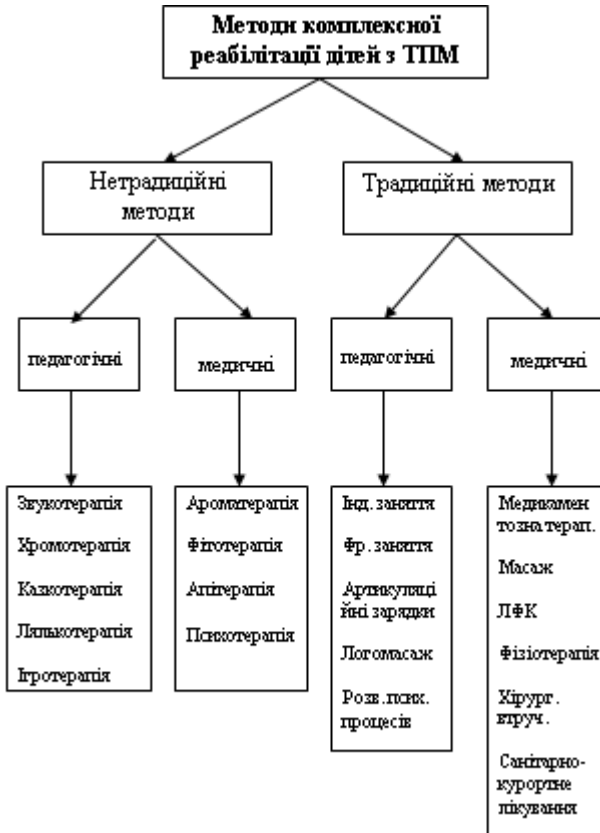 Методи комплексної
реабілітації дітей з ТПМ
Нетрадиційні
методи
Традиційні методи
педагогічні
медичні
педагогічні
медичні
Звукотерапія
Хромотерапія
Казкотерапія
Лялькотерапія
Ігротерапія
Ароматерапія
Фітотерапія
Апітерапія
Психотерапія
Інд. заняття
Фр. заняття
Артикуляці
йні зарядки
Логомасаж
Розв. псих.
процесів
Медикамен
тозна терап.
Масаж
ЛФК
Фізіотерапія
Хірург.
втруч.
Санітарно-
курортне
лікування